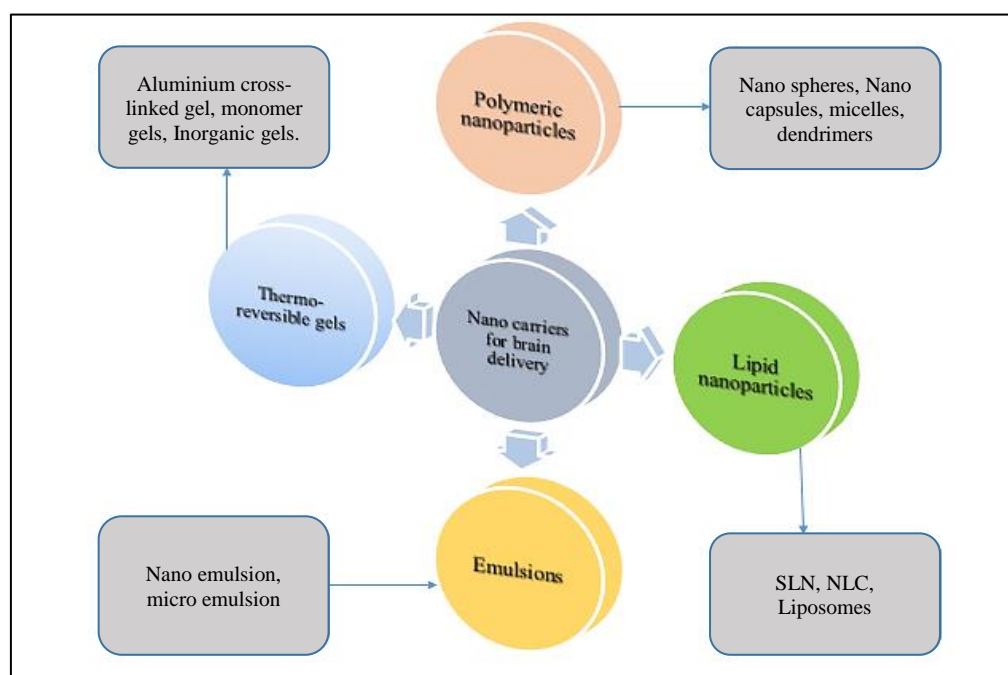 Aluminium cross-
linked gel, monomer
gels, Inorganic gels.
Polymeric
nanoparticles
Nano spheres, Nano
capsules, micelles,
dendrimers
Thermo-
reversible gels
Nano carriers
for brain
delivery
Lipid
nanoparticles
Nano emulsion,
micro emulsion
Emulsions
SLN, NLC,
Liposomes